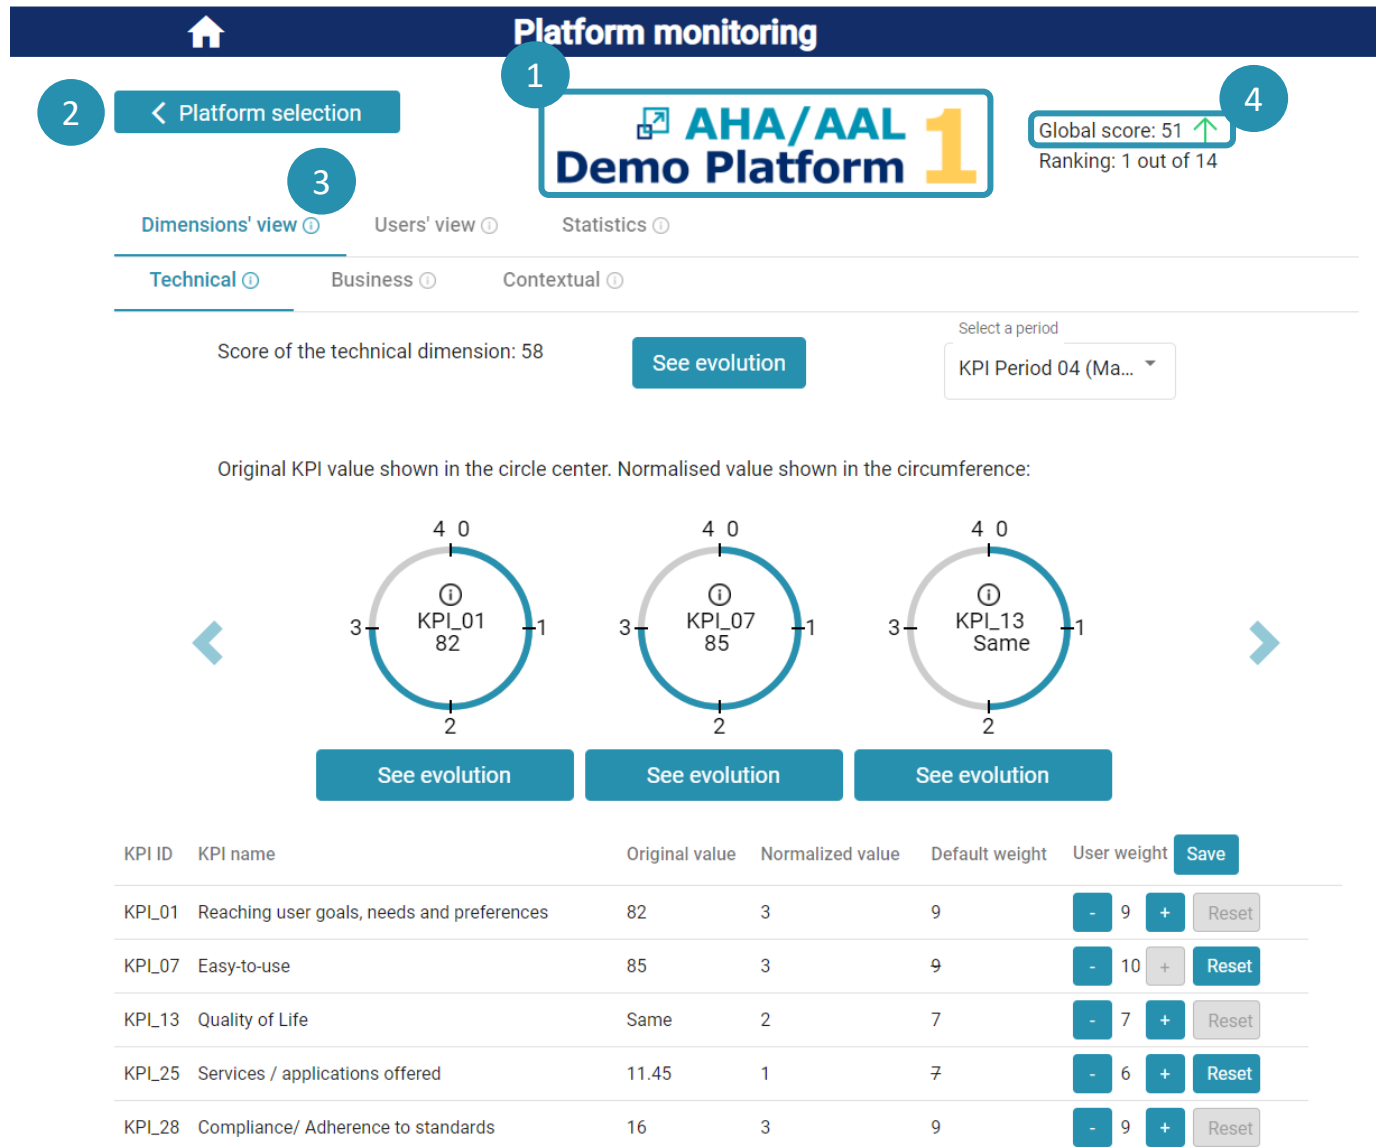 Platform monitoring
1
2
Platform selection
AHA/AAL
Demo Platform 1
4
Global score: 51
Ranking: 1 out of 14
3
Dimensions' view Users' view Statistics
Technical Business Contextual
Select a period
Score of the technical dimension: 58
See evolution
KPI Period 04 (Ma...
Original KPI value shown in the circle center. Normalised value shown in the circumference:
4 0 4 0 4 0
KPI_01 KPI_07 KPI_13
3 1 3 1 3 1
82 85 Same
2 2 2
See evolution See evolution See evolution
KPI ID KPI name Original value Normalized value Default weight User weight Save
KPI_01 Reaching user goals, needs and preferences 82 3 9 - 9 + Reset
KPI_07 Easy-to-use 85 3 9 - 10 + Reset
KPI_13 Quality of Life Same 2 7 - 7 + Reset
KPI_25 Services / applications offered 11.45 1 7 - 6 + Reset
KPI_28 Compliance/ Adherence to standards 16 3 9 - 9 + Reset